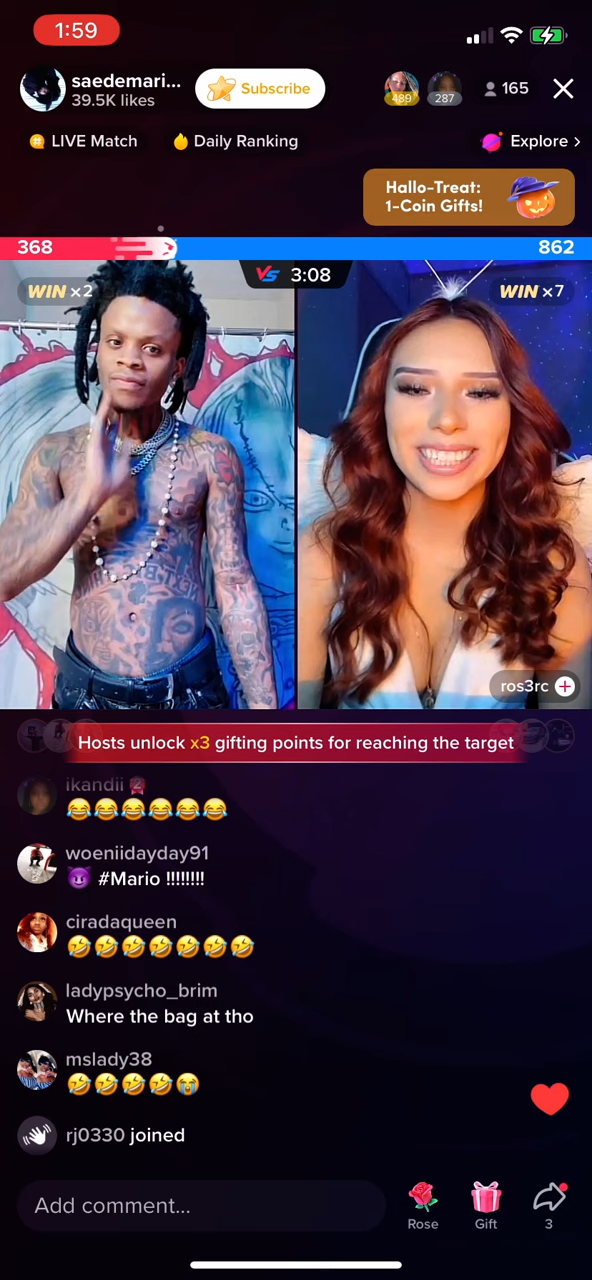 1:59
saedemari...
39.5K likes
Subscribe
489
287
165
LIVE Match
Daily Ranking
Explore >
Hallo-Treat:
1-Coin Gifts!
368
862
WIN ×2
VS 3:08
WIN ×7
ros3rc
Hosts unlock x3 gifting points for reaching the target
ikandii 2
😂😂😂😂😂😂
woeniidayday91
😈 #Mario !!!!!!!!
ciradaqueen
🤣🤣🤣🤣🤣🤣🤣
ladypsycho_brim
Where the bag at tho
mslady38
🤣🤣🤣🤣😭
rj0330 joined
Add comment...
Rose
Gift
3